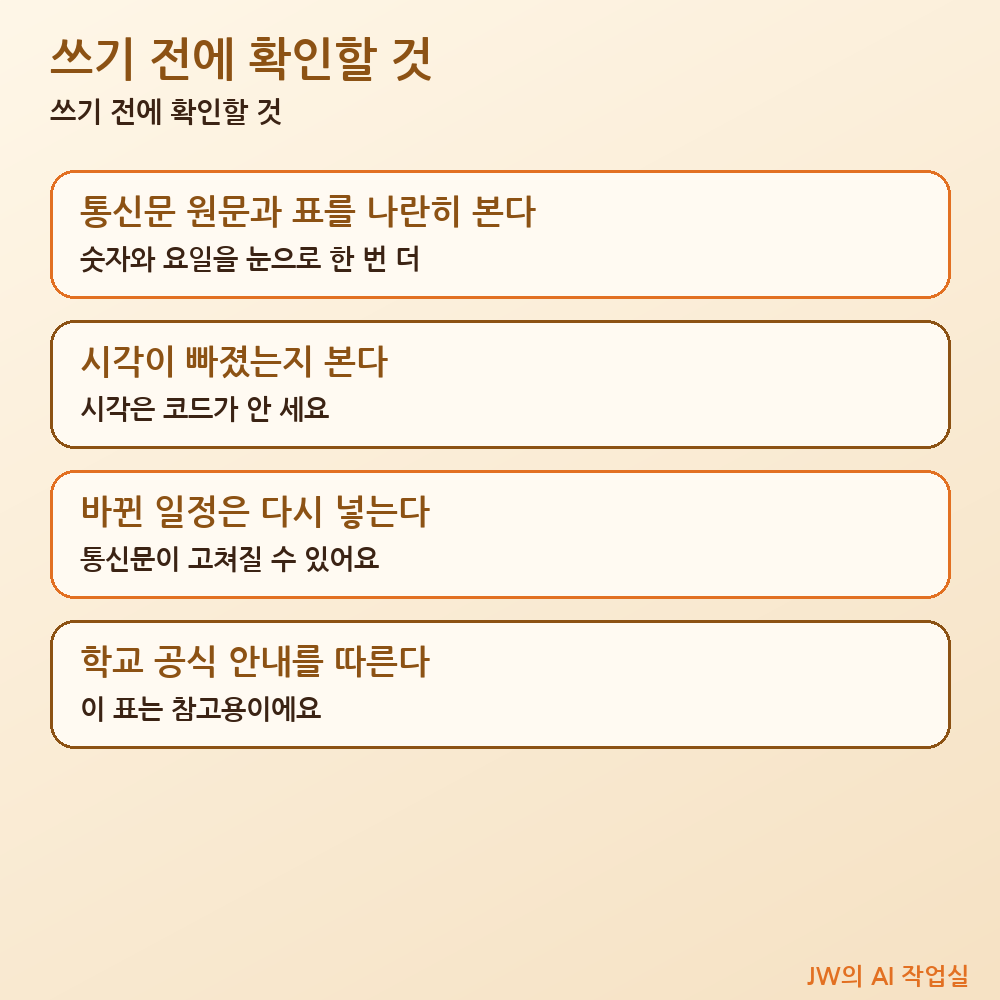 쓰기 전에 확인할 것
쓰기 전에 확인할 것
통신문 원문과 표를 나란히 본다
숫자와 요일을 눈으로 한 번 더
시각이 빠졌는지 본다
시각은 코드가 안 세요
바뀐 일정은 다시 넣는다
통신문이 고쳐질 수 있어요
학교 공식 안내를 따른다
이 표는 참고용이에요
JW의 AI 작업실